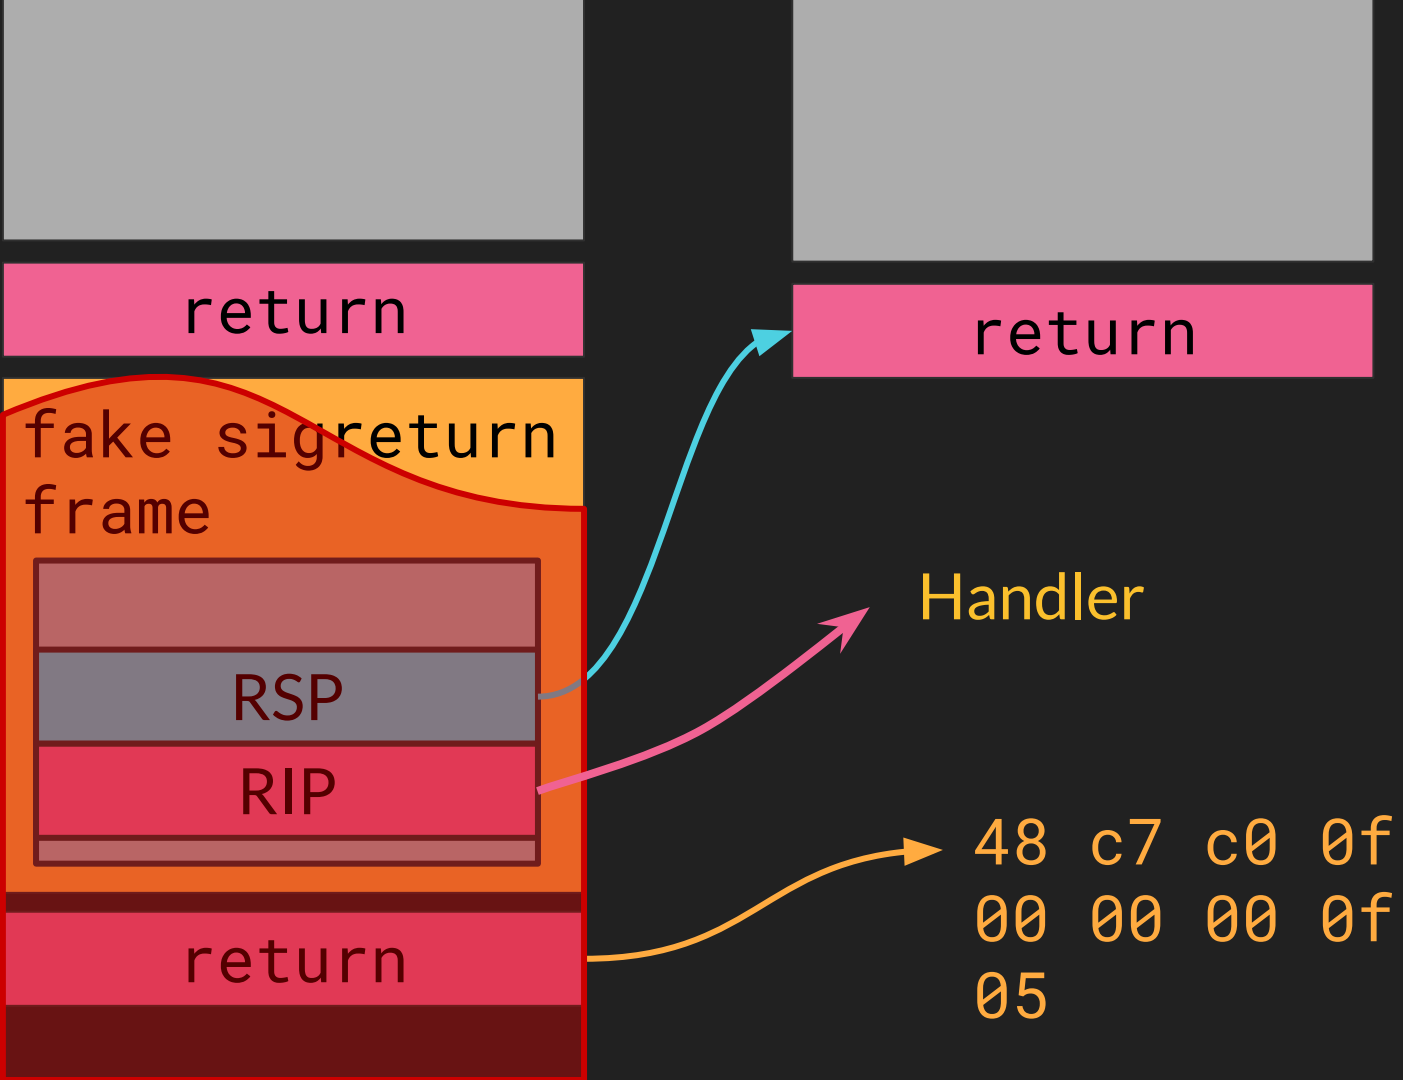 return
return
fake sigreturn
frame
Handler
RSP
RIP
48 c7 c0 0f
00 00 00 0f
05
return